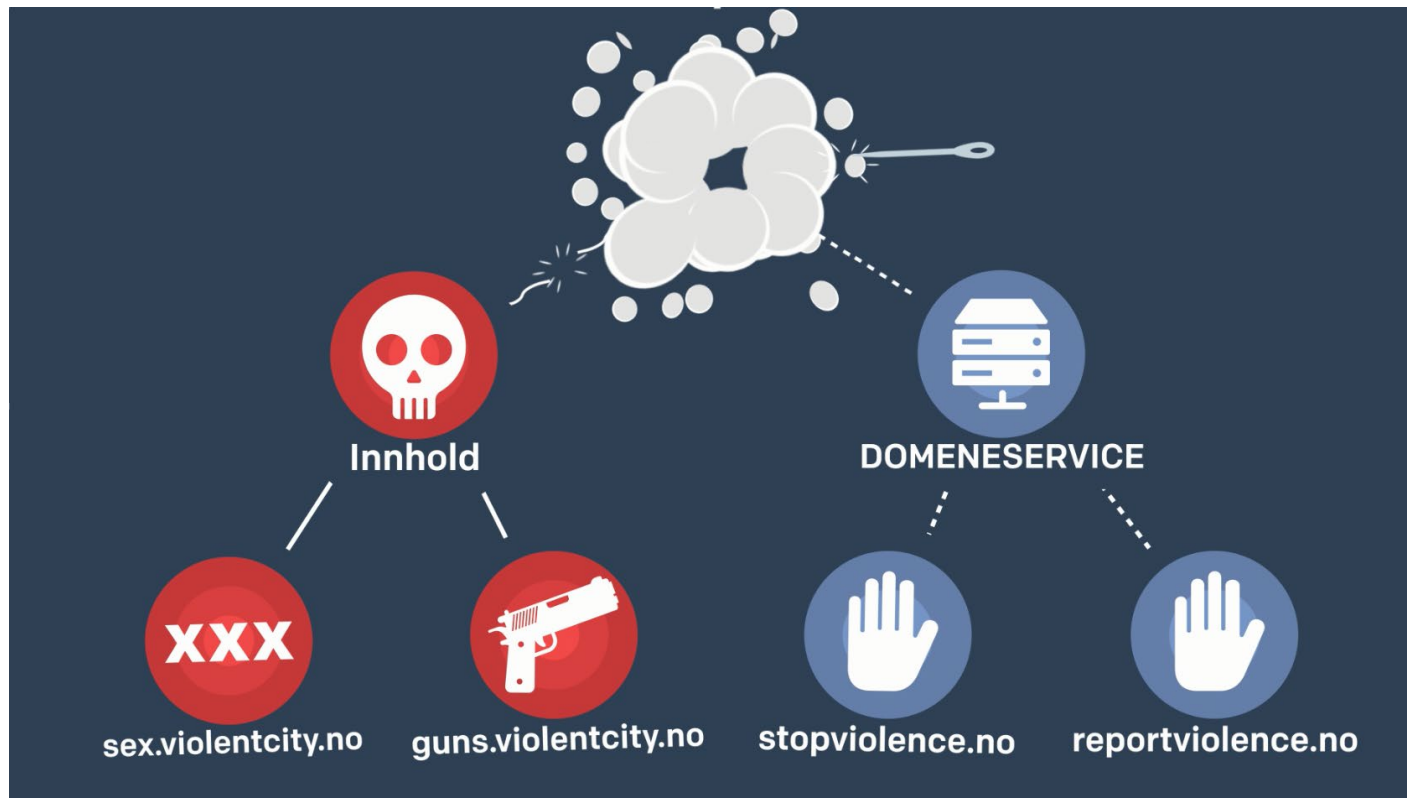 Innhold
DOMENESERVICE
xxx
sex.violentcity.no
guns.violentcity.no
stopviolence.no
reportviolence.no